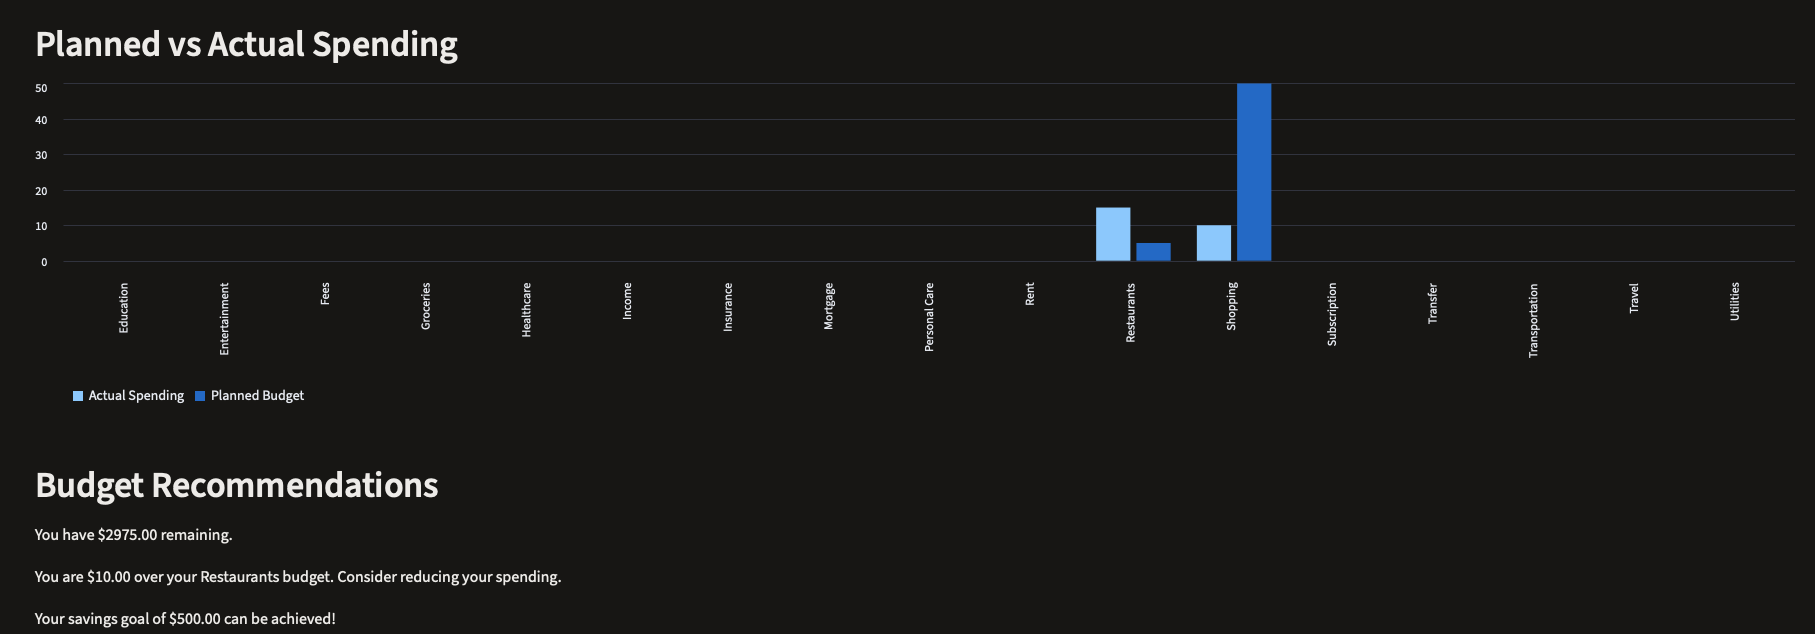 Planned vs Actual Spending
50
40
30
20
10
0
Education
Entertainment
Fees
Groceries
Healthcare
Income
Insurance
Mortgage
Personal Care
Rent
Restaurants
Shopping
Subscription
Transfer
Transportation
Travel
Utilities
Actual Spending
Planned Budget
Budget Recommendations
You have $2975.00 remaining.
You are $10.00 over your Restaurants budget. Consider reducing your spending.
Your savings goal of $500.00 can be achieved!